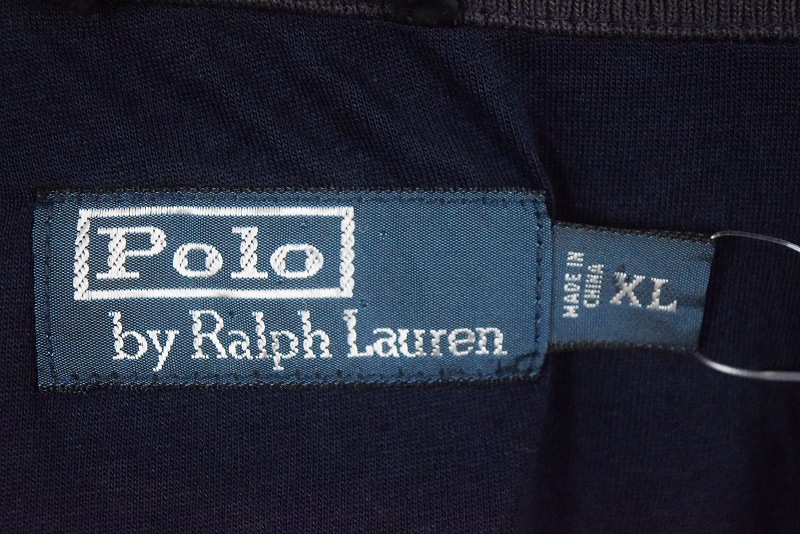 Polo
by Ralph Lauren
MADE IN
CHINA
XL